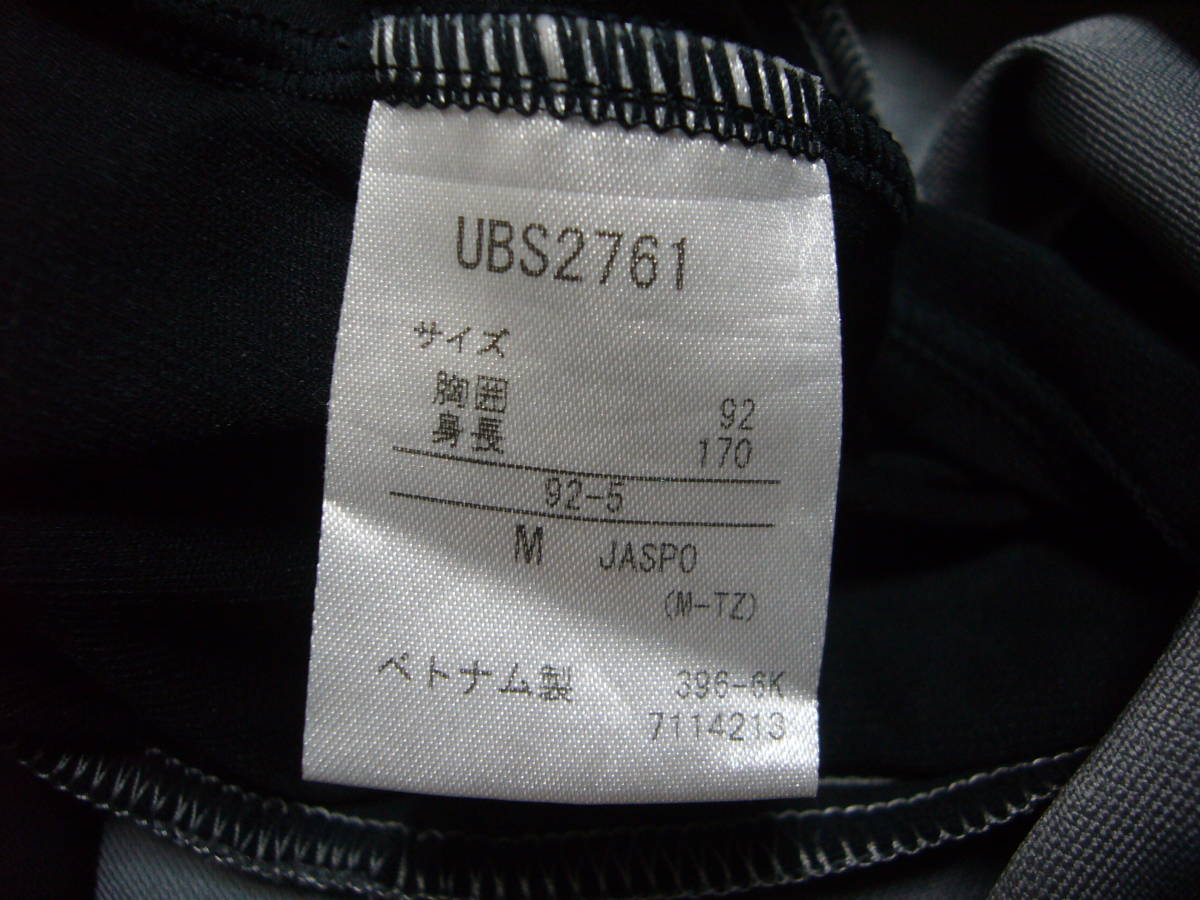 UBS2761
サイズ
胸囲 92
身長 170
92-5
M JASPO
(M-TZ)
ベトナム製 396-6K
7114213